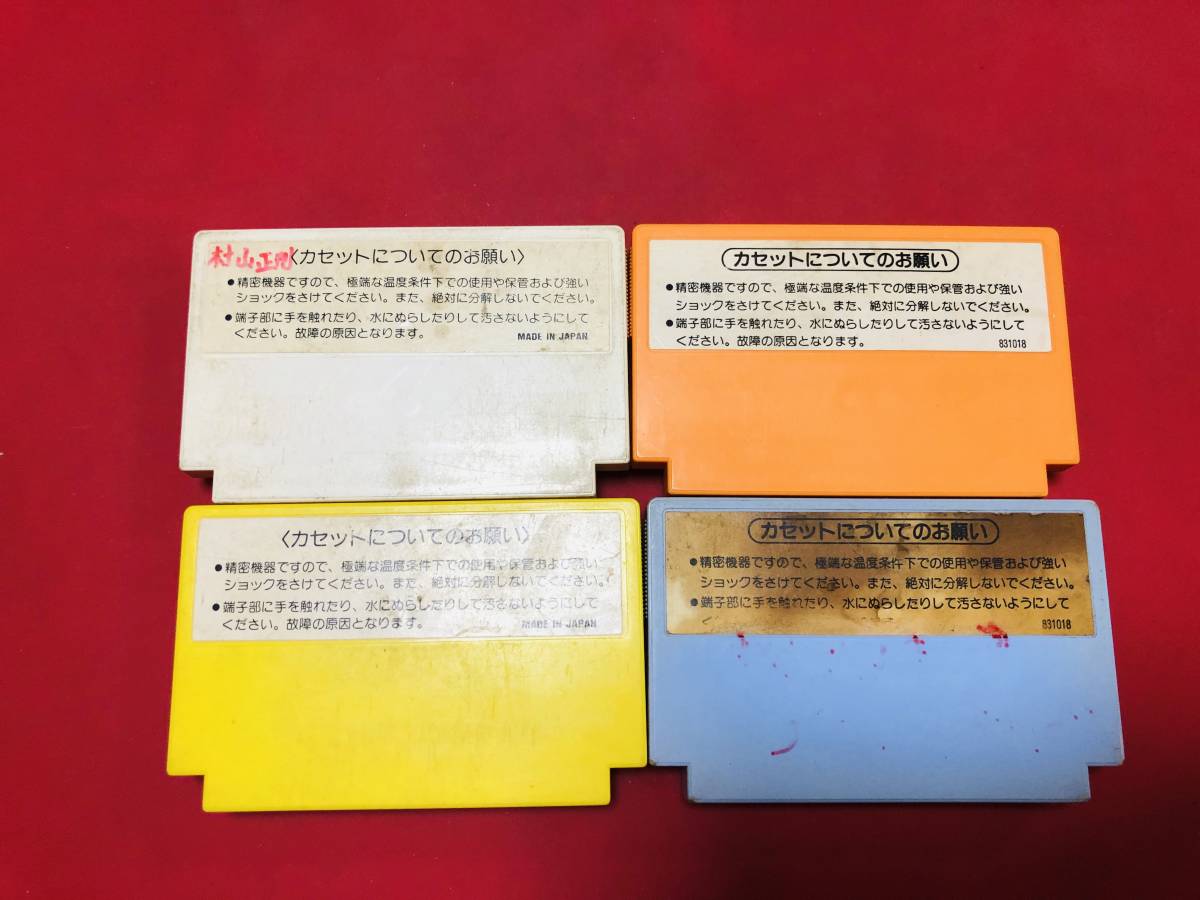 村山正
〈カセットについてのお願い〉
●精密機器ですので、極端な温度条件下での使用や保管および強い
ショックをさけてください。また、絶対に分解しないでください。
●端子部に手を触れたり、水にぬらしたりして汚さないようにして
ください。故障の原因となります。
MADE IN JAPAN
カセットについてのお願い
●精密機器ですので、極端な温度条件下での使用や保管および強い
ショックをさけてください。また、絶対に分解しないでください。
●端子部に手を触れたり、水にぬらしたりして汚さないようにして
ください。故障の原因となります。
831018
〈カセットについてのお願い〉
●精密機器ですので、極端な温度条件下での使用や保管および強い
ショックをさけてください。また、絶対に分解しないでください。
●端子部に手を触れたり、水にぬらしたりして汚さないようにして
ください。故障の原因となります。
MADE IN JAPAN
カセットについてのお願い
●精密機器ですので、極端な温度条件下での使用や保管および強い
ショックをさけてください。また、絶対に分解しないでください。
●端子部に手を触れたり、水にぬらしたりして汚さないようにして
く
831018